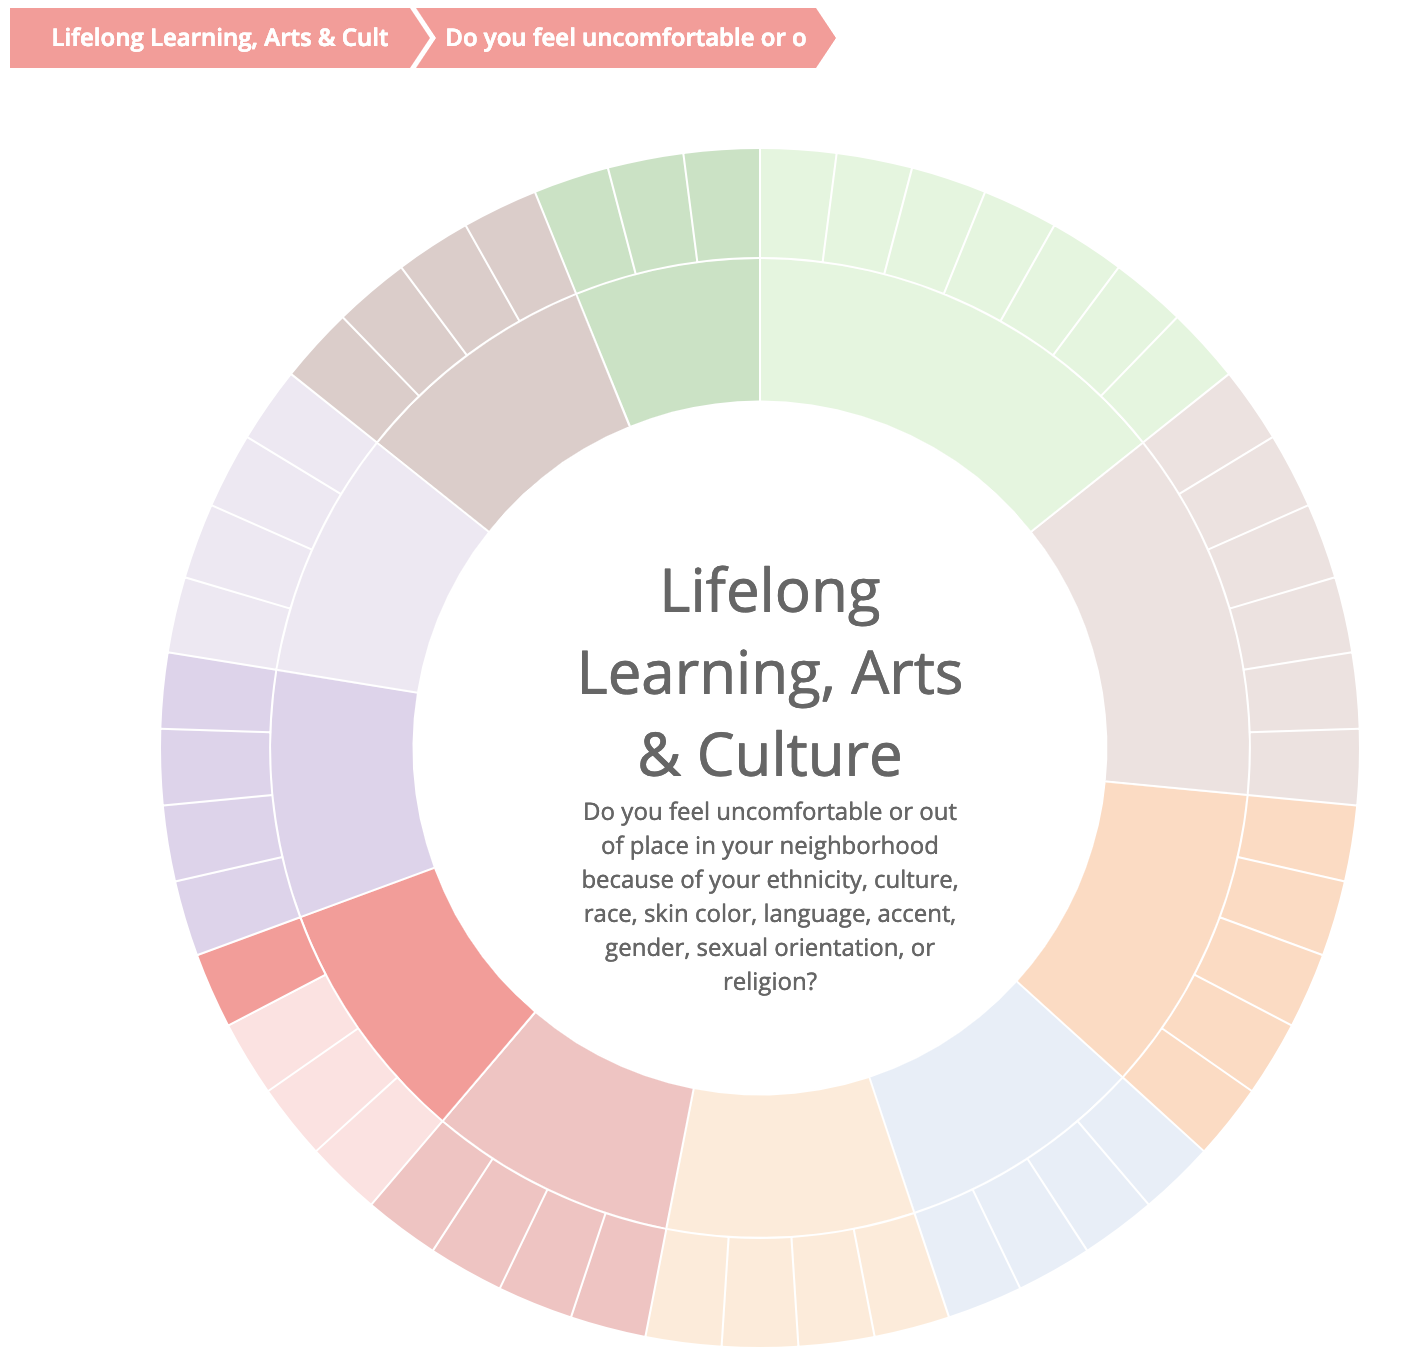 Lifelong Learning, Arts & Cult
Do you feel uncomfortable or o
Lifelong
Learning, Arts
& Culture
Do you feel uncomfortable or out
of place in your neighborhood
because of your ethnicity, culture,
race, skin color, language, accent,
gender, sexual orientation, or
religion?